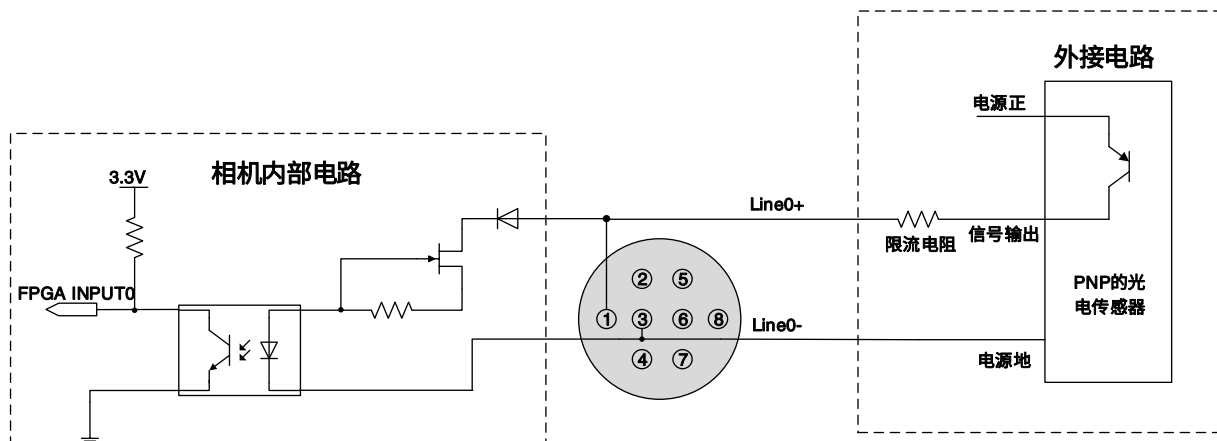 外接电路
电源正
相机内部电路
3.3V
Line0+
限流电阻
信号输出
FPGA INPUT0
PNP的光
电传感器
②
⑤
①
③
⑥
⑧
Line0-
④
⑦
电源地